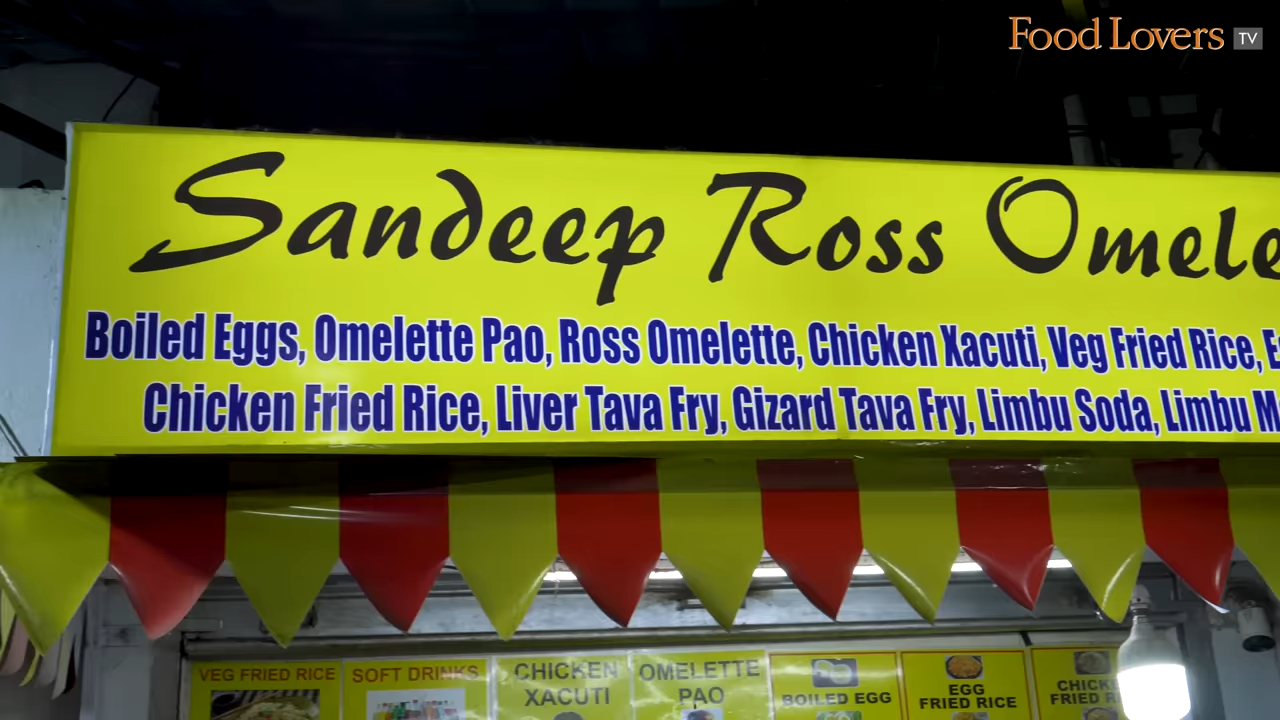 Food Lovers TV
Sandeep Ross Omele
Boiled Eggs, Omelette Pao, Ross Omelette, Chicken Xacuti, Veg Fried Rice, E
Chicken Fried Rice, Liver Tava Fry, Gizard Tava Fry, Limbu Soda, Limbu M
VEG FRIED RICE
SOFT DRINKS
CHICKEN
XACUTI
OMELETTE
PAO
BOILED EGG
EGG
FRIED RICE
CHICK
FRIED R